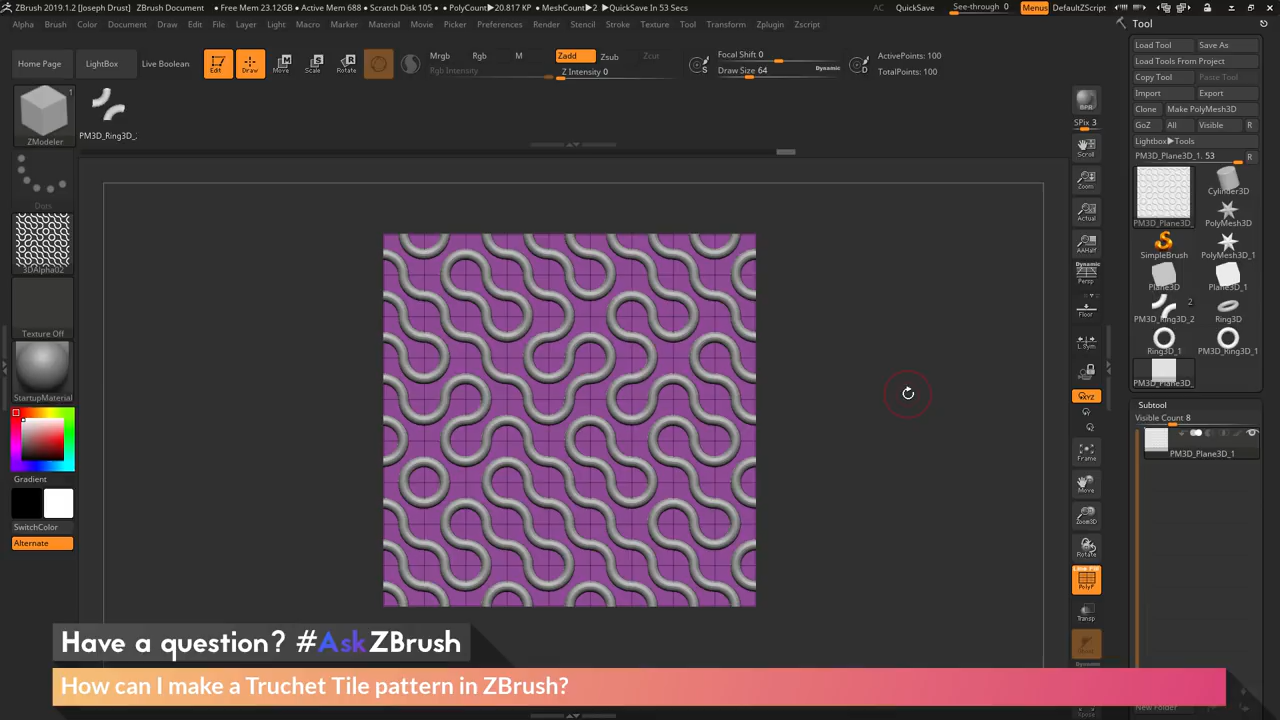 ZBrush 2019.1.2 [Joseph Drust]   ZBrush Document   • Free Mem 23.12GB • Active Mem 688 • Scratch Disk 105 • PolyCount▶20.817 KP • MeshCount▶2 ▶QuickSave In 53 Secs
AC QuickSave See-through 0 Menus DefaultZScript
Alpha Brush Color Document Draw Edit File Layer Light Macro Marker Material Movie Picker Preferences Render Stencil Stroke Texture Tool Transform Zplugin Zscript
Tool
Home Page LightBox Live Boolean Edit Draw Move Scale Rotate
Mrgb Rgb M Zadd Zsub Zcut
Rgb Intensity Z Intensity 0
Focal Shift 0
Draw Size 64 Dynamic
S D
ActivePoints: 100
TotalPoints: 100
Load Tool Save As
Load Tools From Project
Copy Tool Paste Tool
Import Export
Clone Make PolyMesh3D
GoZ All Visible R
Lightbox▶Tools
PM3D_Plane3D_1. 53 R
PM3D_Plane3D_
Cylinder3D
PolyMesh3D
SimpleBrush PolyMesh3D_1
Plane3D Plane3D_1
2
PM3D_Ring3D_2 Ring3D
Ring3D_1 PM3D_Ring3D_1
PM3D_Plane3D_
Subtool
Visible Count 8
PM3D_Plane3D_1
New Folder
1
ZModeler
PM3D_Ring3D_
Dots
3DAlpha02
Texture Off
StartupMaterial
Gradient
SwitchColor
Alternate
BPR
SPix 3
Scroll
Zoom
Actual
AAHalf
Dynamic
Persp
Floor
L.Sym
XYZ
Frame
Move
Zoom3D
Rotate
Line Fill
PolyF
Transp
Dynamic
Have a question? #AskZBrush
How can I make a Truchet Tile pattern in ZBrush?